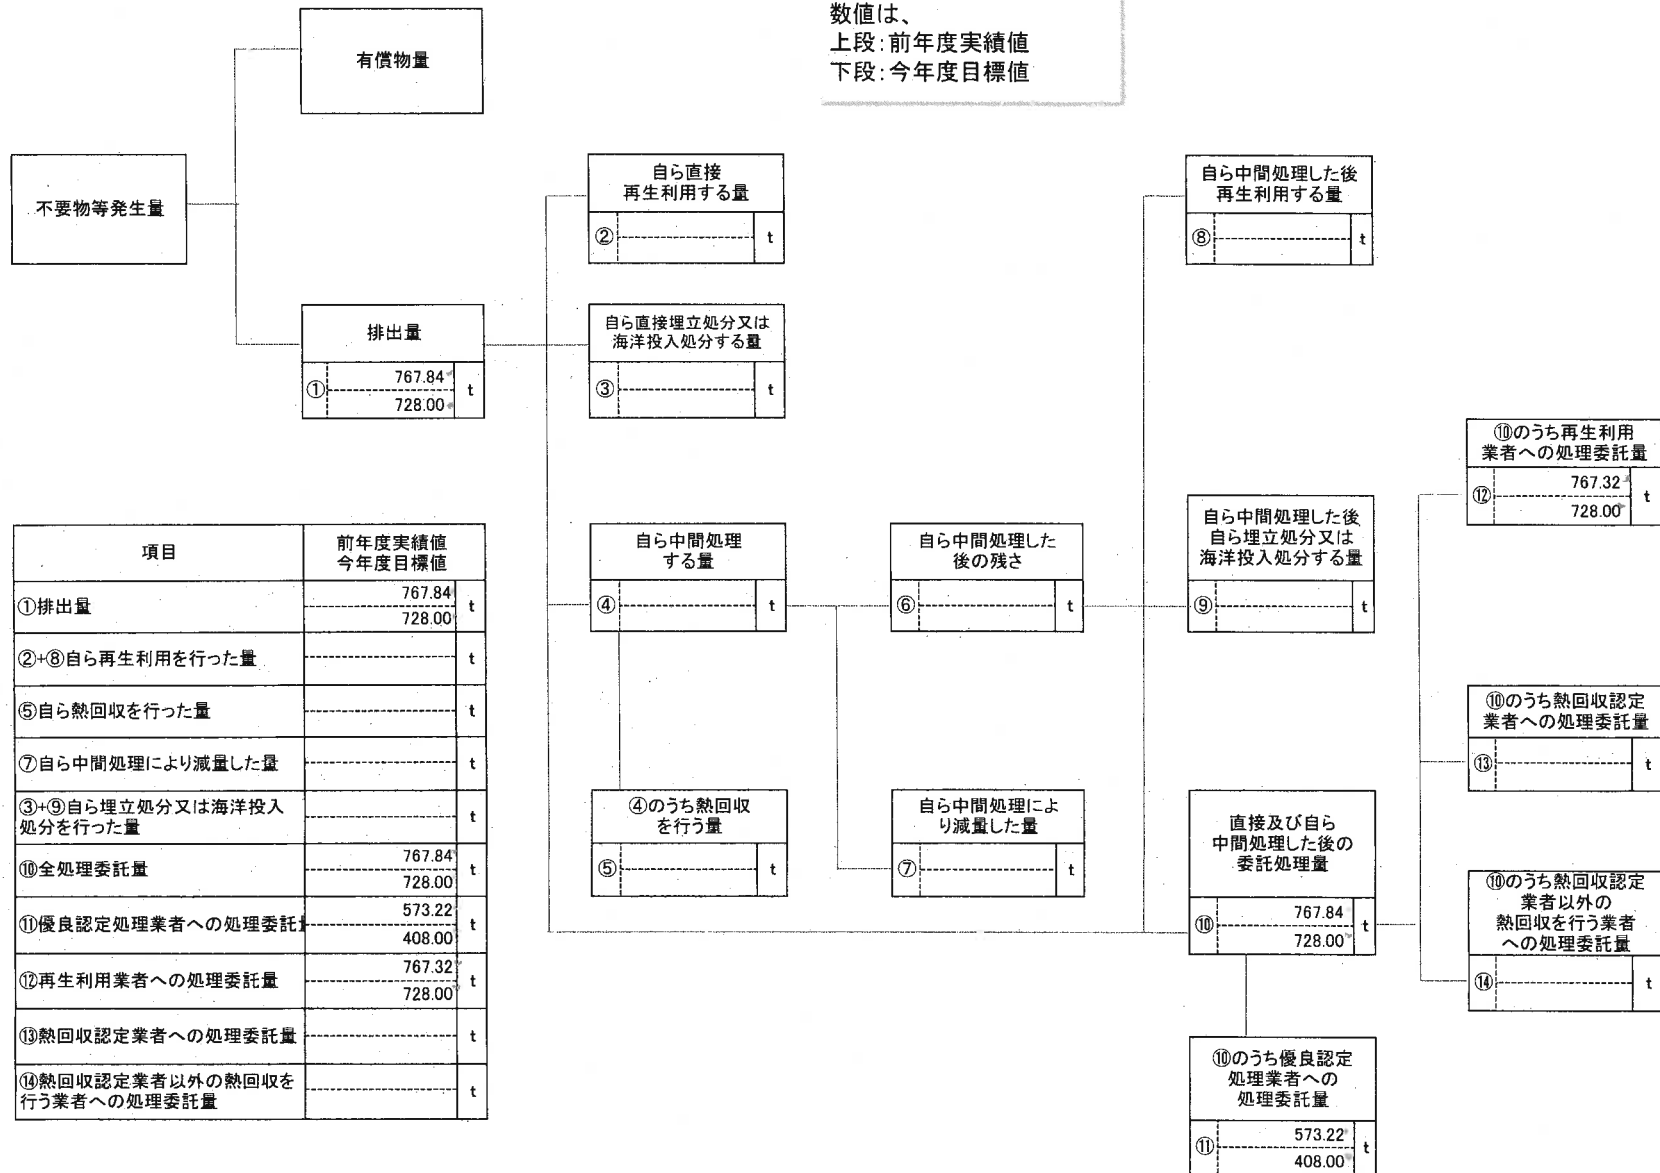 数値は、
上段:前年度実績値
下段:今年度目標値
有償物量
不要物等発生量
排出量
① 767.84 t
728.00
自ら直接
再生利用する量
② t
自ら直接埋立処分又は
海洋投入処分する量
③ t
自ら中間処理した後
再生利用する量
⑧ t
⑩のうち再生利用
業者への処理委託量
⑫ 767.32 t
728.00
自ら中間処理
する量
④ t
自ら中間処理した
後の残さ
⑥ t
自ら中間処理した後
自ら埋立処分又は
海洋投入処分する量
⑨ t
⑩のうち熱回収認定
業者への処理委託量
⑬ t
④のうち熱回収
を行う量
⑤ t
自ら中間処理によ
り減量した量
⑦ t
直接及び自ら
中間処理した後の
委託処理量
⑩ 767.84 t
728.00
⑩のうち熱回収認定
業者以外の
熱回収を行う業者
への処理委託量
⑭ t
⑩のうち優良認定
処理業者への
処理委託量
⑪ 573.22 t
408.00
項目 前年度実績値
今年度目標値
①排出量 767.84 t
728.00
②+⑧自ら再生利用を行った量 t
⑤自ら熱回収を行った量 t
⑦自ら中間処理により減量した量 t
③+⑨自ら埋立処分又は海洋投入
処分を行った量 t
⑩全処理委託量 767.84 t
728.00
⑪優良認定処理業者への処理委託 573.22 t
408.00
⑫再生利用業者への処理委託量 767.32 t
728.00
⑬熱回収認定業者への処理委託量 t
⑭熱回収認定業者以外の熱回収を
行う業者への処理委託量 t